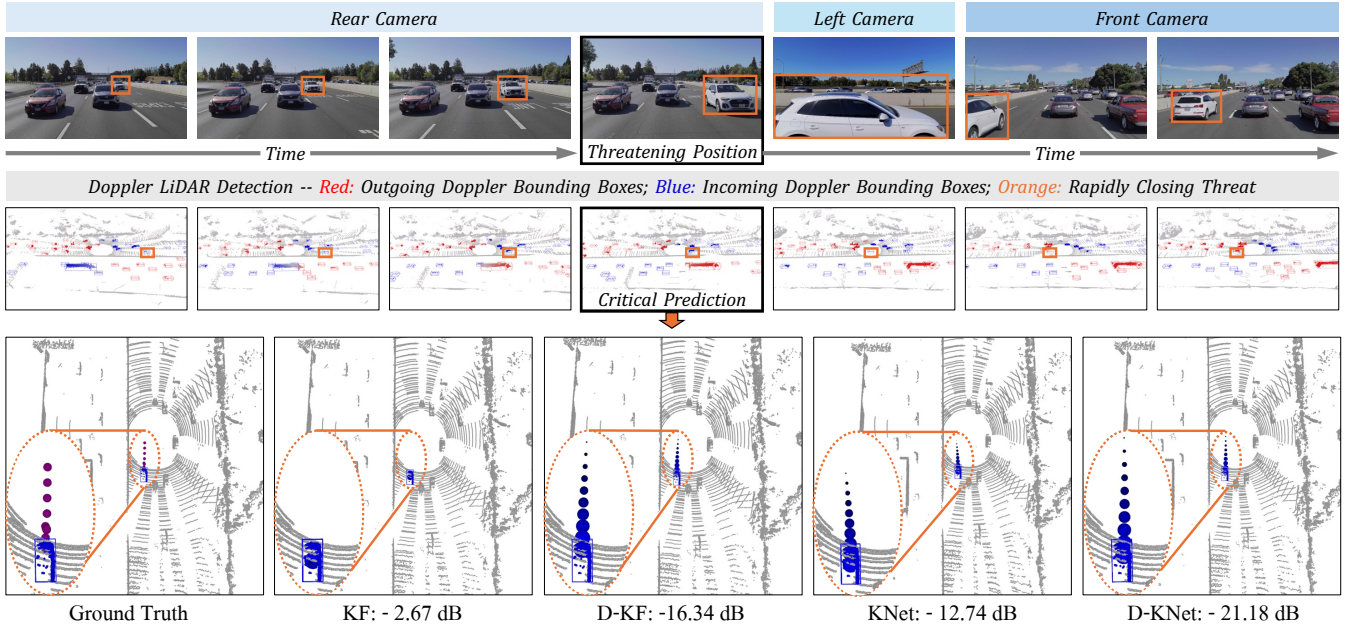 Rear Camera
Left Camera
Front Camera
Time
Threatening Position
Time
Doppler LiDAR Detection -- Red: Outgoing Doppler Bounding Boxes; Blue: Incoming Doppler Bounding Boxes; Orange: Rapidly Closing Threat
Critical Prediction
Ground Truth
KF: - 2.67 dB
D-KF: -16.34 dB
KNet: - 12.74 dB
D-KNet: - 21.18 dB